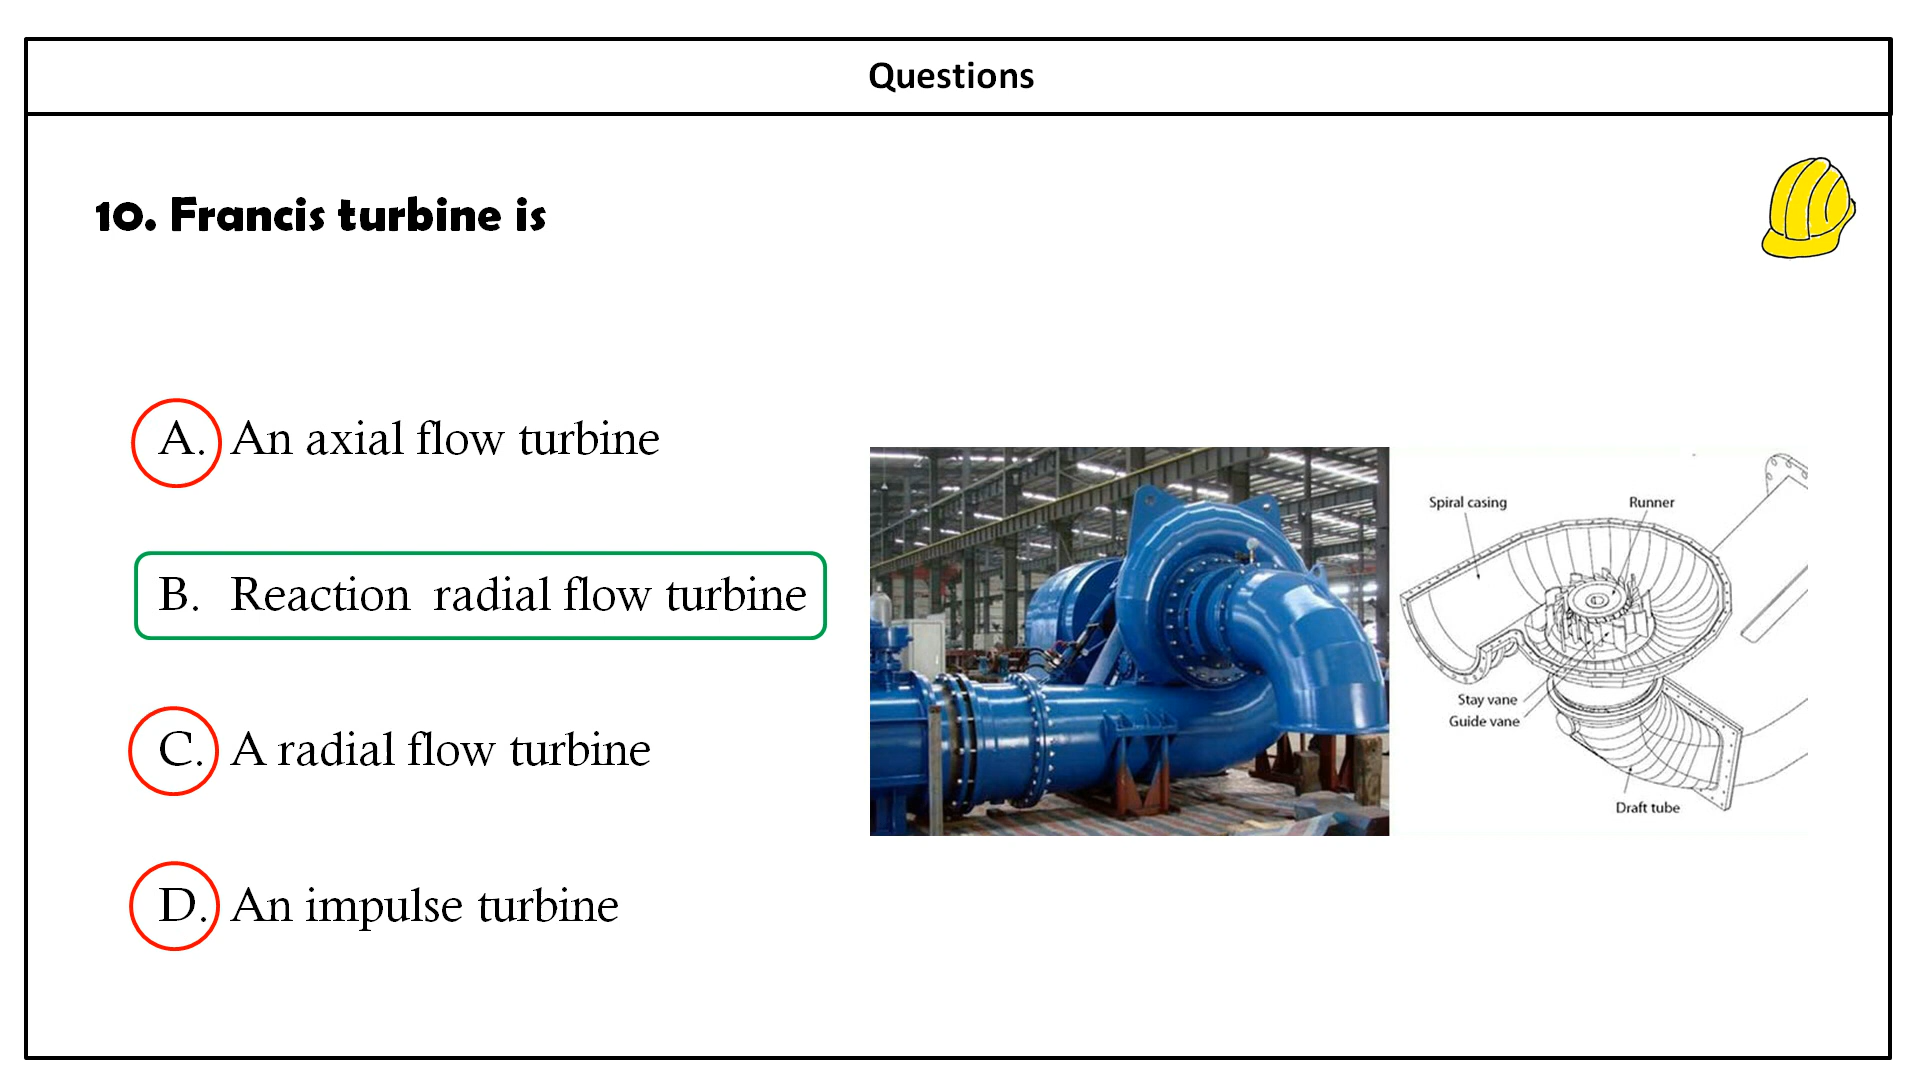 Questions
10. Francis turbine is
A. An axial flow turbine
B. Reaction radial flow turbine
C. A radial flow turbine
D. An impulse turbine
Spiral casing
Runner
Stay vane
Guide vane
Draft tube